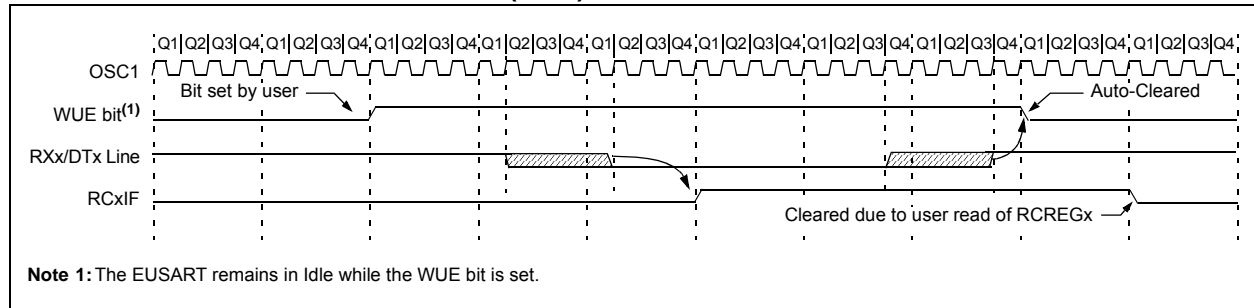 Q1 Q2 Q3 Q4 Q1 Q2 Q3 Q4 Q1 Q2 Q3 Q4 Q1 Q2 Q3 Q4 Q1 Q2 Q3 Q4 Q1 Q2 Q3 Q4 Q1 Q2 Q3 Q4 Q1 Q2 Q3 Q4 Q1 Q2 Q3 Q4 Q1 Q2 Q3 Q4
OSC1
Bit set by user
Auto-Cleared
WUE bit(1)
RXx/DTx Line
RCxIF
Cleared due to user read of RCREGx
Note 1: The EUSART remains in Idle while the WUE bit is set.